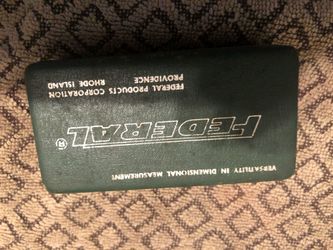 VERSATILITY IN DIMENSIONAL MEASUREMENT
FEDERAL®
FEDERAL PRODUCTS CORPORATION
PROVIDENCE RHODE ISLAND